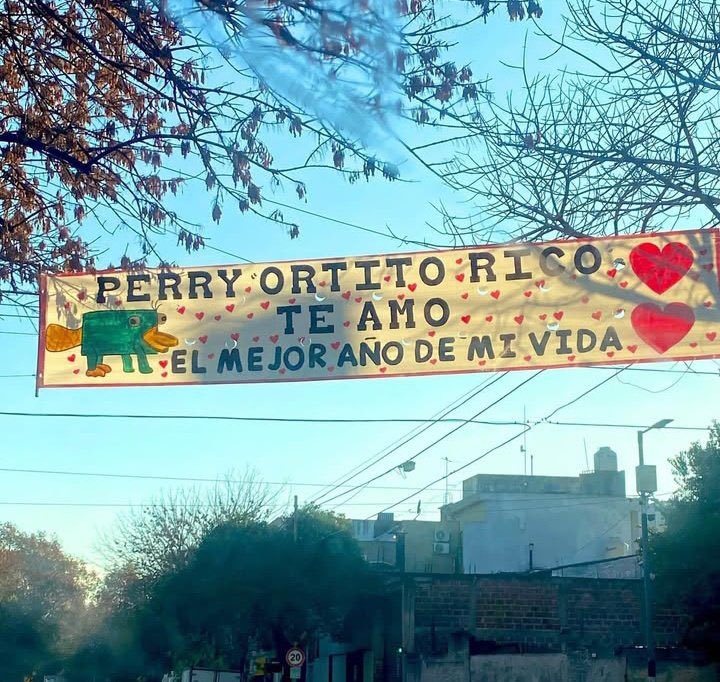 PERRY "ORTITO RICO
TE AMO
EL MEJOR AÑO DE MI VIDA
20